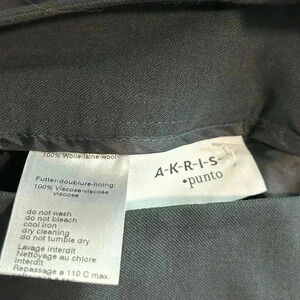 100% Wolle-laine-wool
Futter-doublure-lining:
100% Viscose-viscose
viscose
do not wash
do not bleach
cool iron
dry cleaning
do not tumble dry
Lavage interdit
Nettoyage au chlore
Interdit
Repassage a 110 C max.
A-K-R-I-S-
•punto